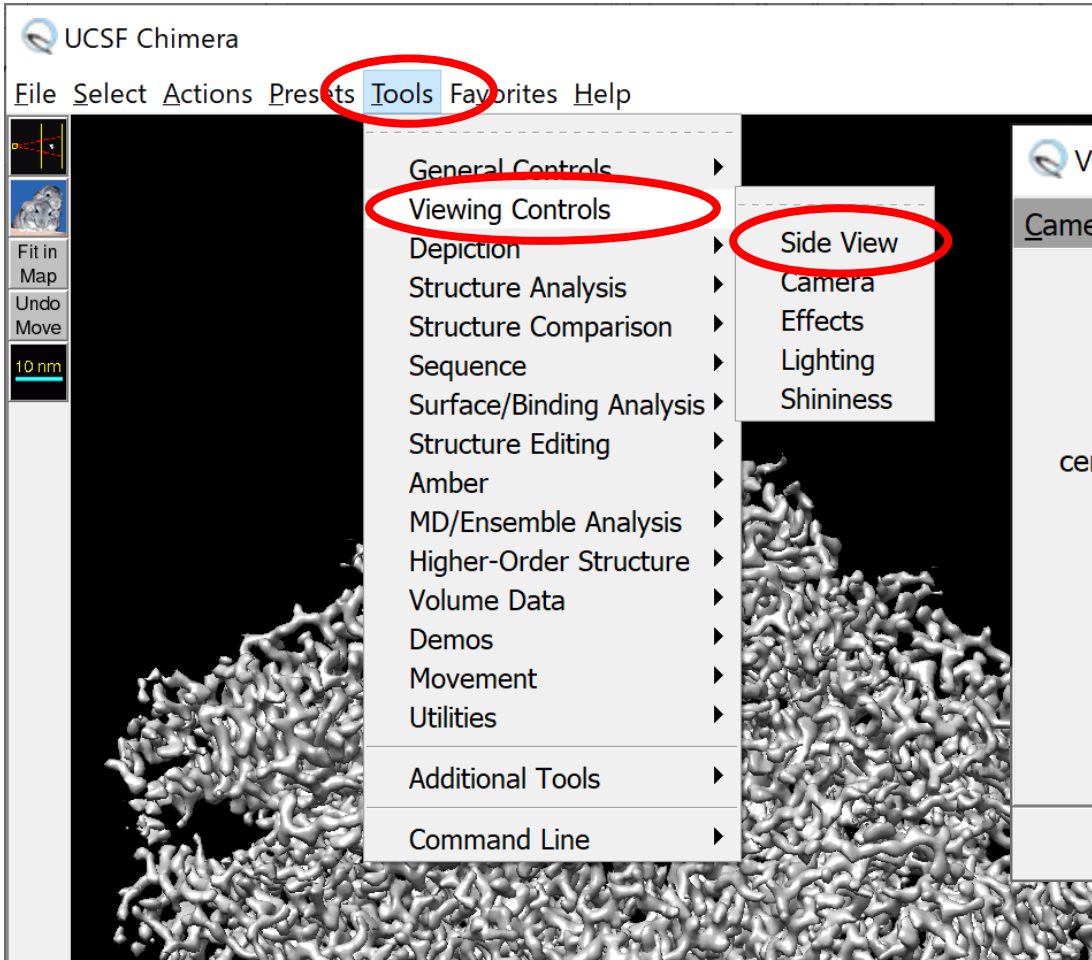 UCSF Chimera
File Select Actions Presets Tools Favorites Help
Fit in
Map
Undo
Move
10 nm
General Controls
Viewing Controls
Depiction
Structure Analysis
Structure Comparison
Sequence
Surface/Binding Analysis
Structure Editing
Amber
MD/Ensemble Analysis
Higher-Order Structure
Volume Data
Demos
Movement
Utilities
Additional Tools
Command Line
Side View
Camera
Effects
Lighting
Shininess
V
Came
cer